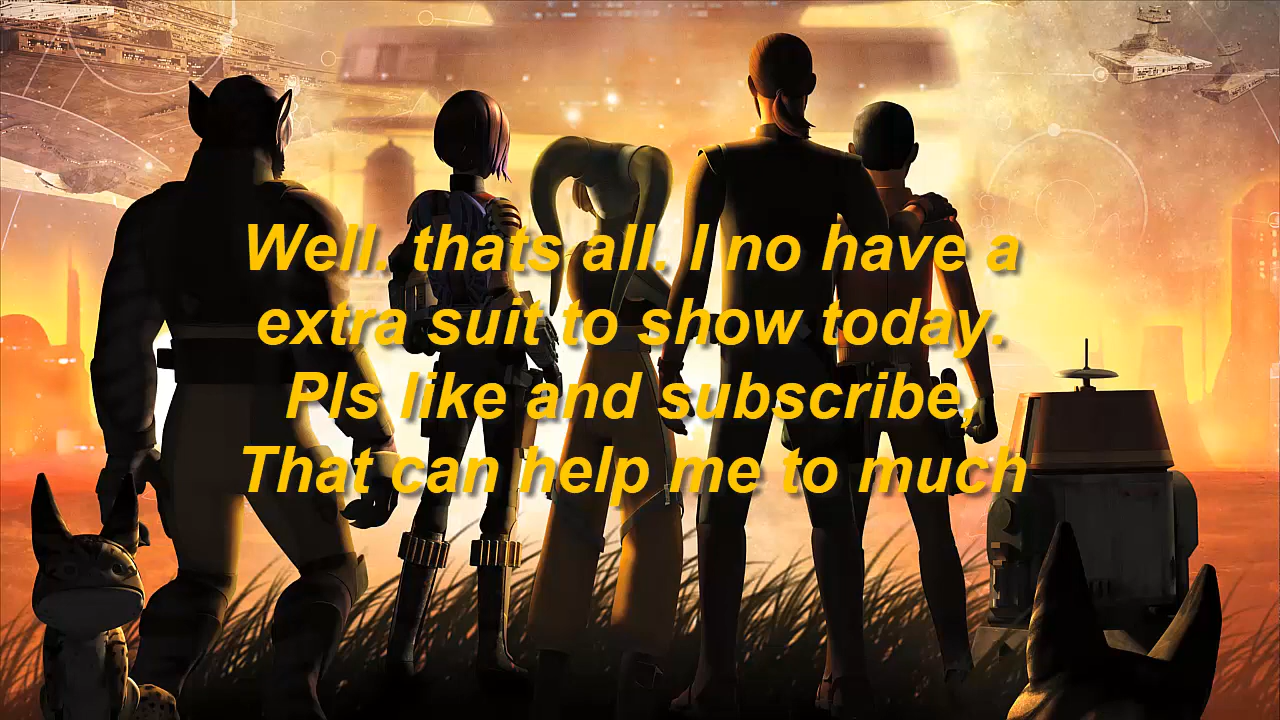 Well. thats all. I no have a
extra suit to show today.
Pls like and subscribe,
That can help me to much